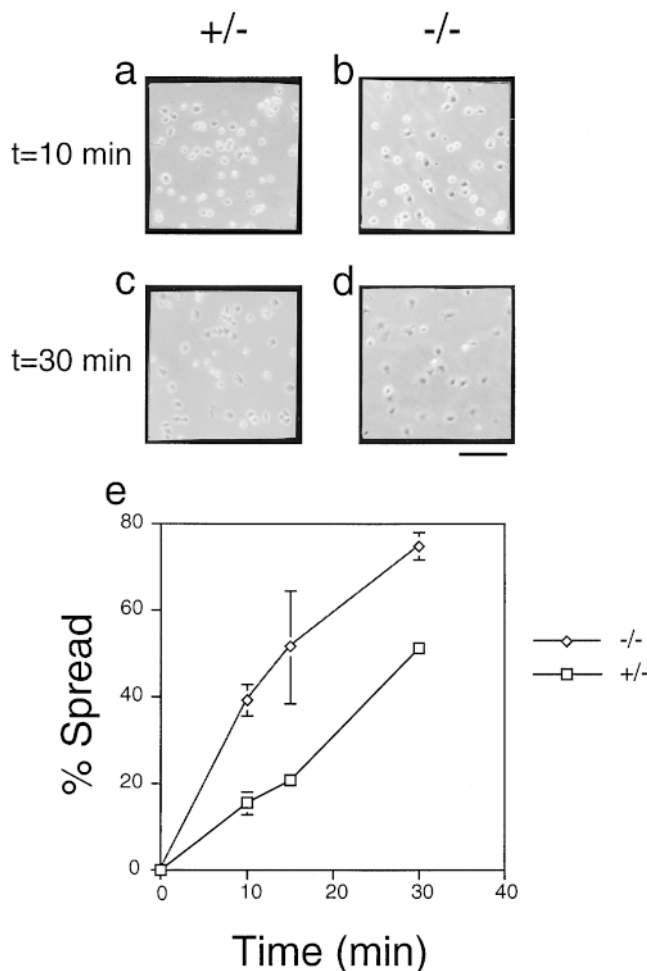 +/- -/-
a b
t=10 min
c d
t=30 min
e
80
60
40
20
0
% Spread
0 10 20 30 40
Time (min)
-/-
+/-